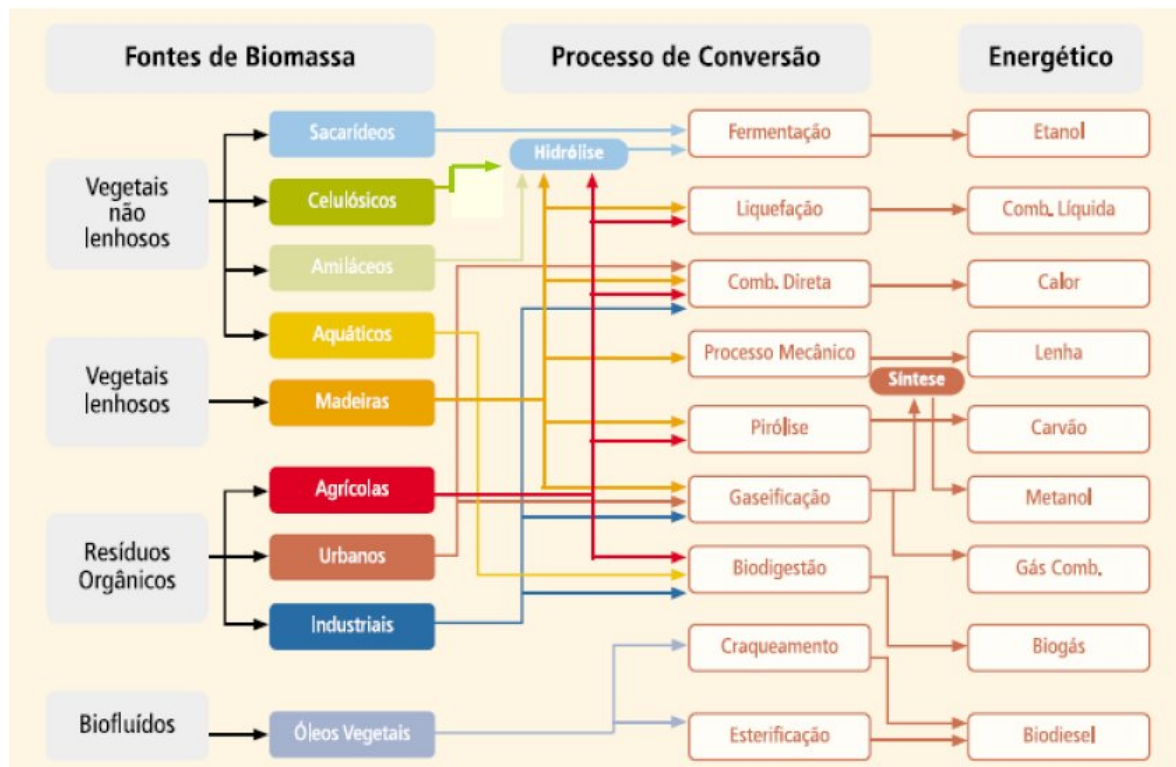 Fontes de Biomassa
Processo de Conversão
Energético
Vegetais
não
lenhosos
Vegetais
lenhosos
Resíduos
Orgânicos
Biofluídos
Sacarídeos
Celulósicos
Amiláceos
Aquáticos
Madeiras
Agrícolas
Urbanos
Industriais
Óleos Vegetais
Hidrólise
Fermentação
Liquefação
Comb. Direta
Processo Mecânico
Síntese
Pirólise
Gaseificação
Biodigestão
Craqueamento
Esterificação
Etanol
Comb. Líquida
Calor
Lenha
Carvão
Metanol
Gás Comb.
Biogás
Biodiesel